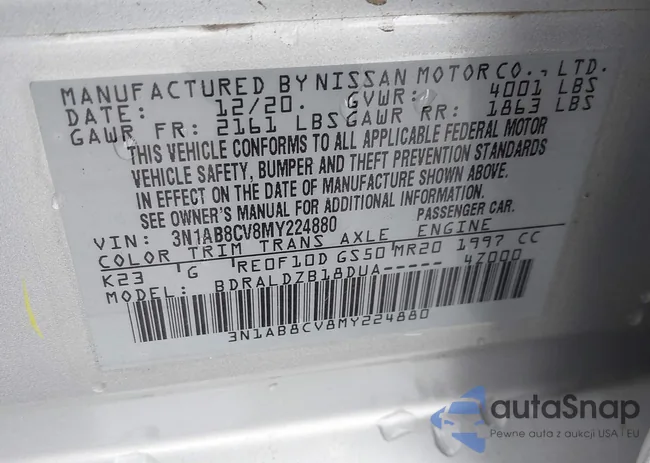 MANUFACTURED BY NISSAN MOTOR CO., LTD.
DATE: 12/20. GVWR: 4001 LBS
GAWR FR: 2161 LBS GAWR RR: 1863 LBS
THIS VEHICLE CONFORMS TO ALL APPLICABLE FEDERAL MOTOR
VEHICLE SAFETY, BUMPER AND THEFT PREVENTION STANDARDS
IN EFFECT ON THE DATE OF MANUFACTURE SHOWN ABOVE.
SEE OWNER'S MANUAL FOR ADDITIONAL INFORMATION.
VIN: 3N1AB8CV8MY224880 PASSENGER CAR.
COLOR TRIM TRANS AXLE ENGINE
K23 G RE0F10D GS50 MR20 1997 CC
MODEL: BDRALDZB18DUA----- 47000
3N1AB8CV8MY224880
autaSnap
Pewne auta z aukcji USA i EU